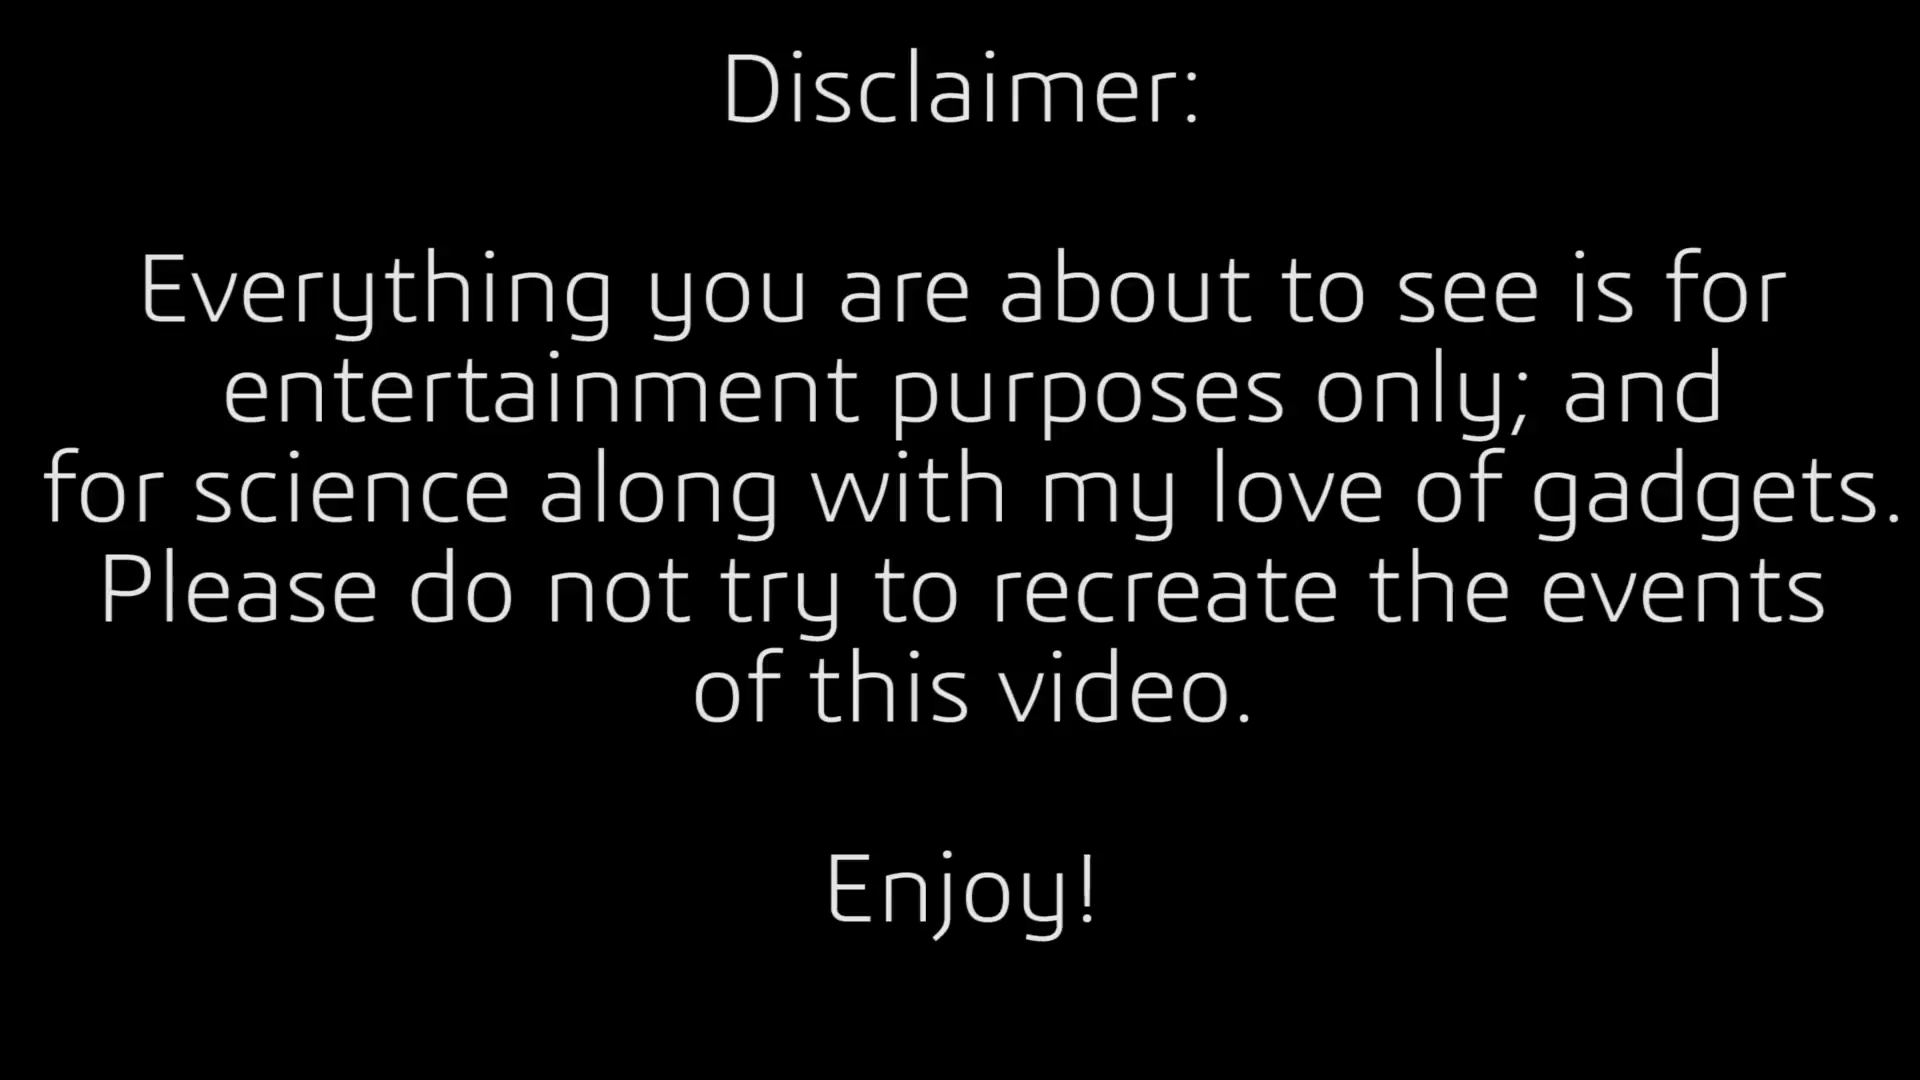 Disclaimer:
Everything you are about to see is for
entertainment purposes only; and
for science along with my love of gadgets.
Please do not try to recreate the events
of this video.
Enjoy!